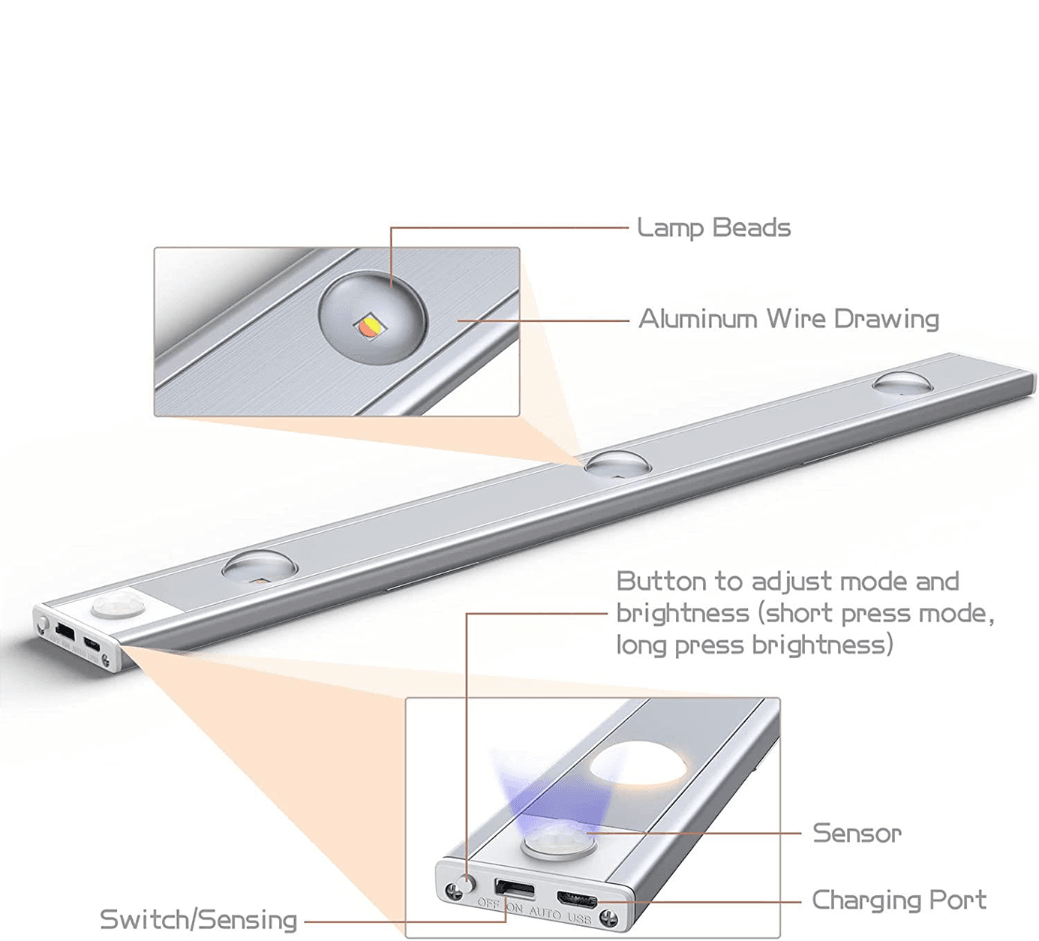 Lamp Beads
Aluminum Wire Drawing
Button to adjust mode and
brightness (short press mode,
long press brightness)
Sensor
Charging Port
OFF ON AUTO USB
Switch/Sensing